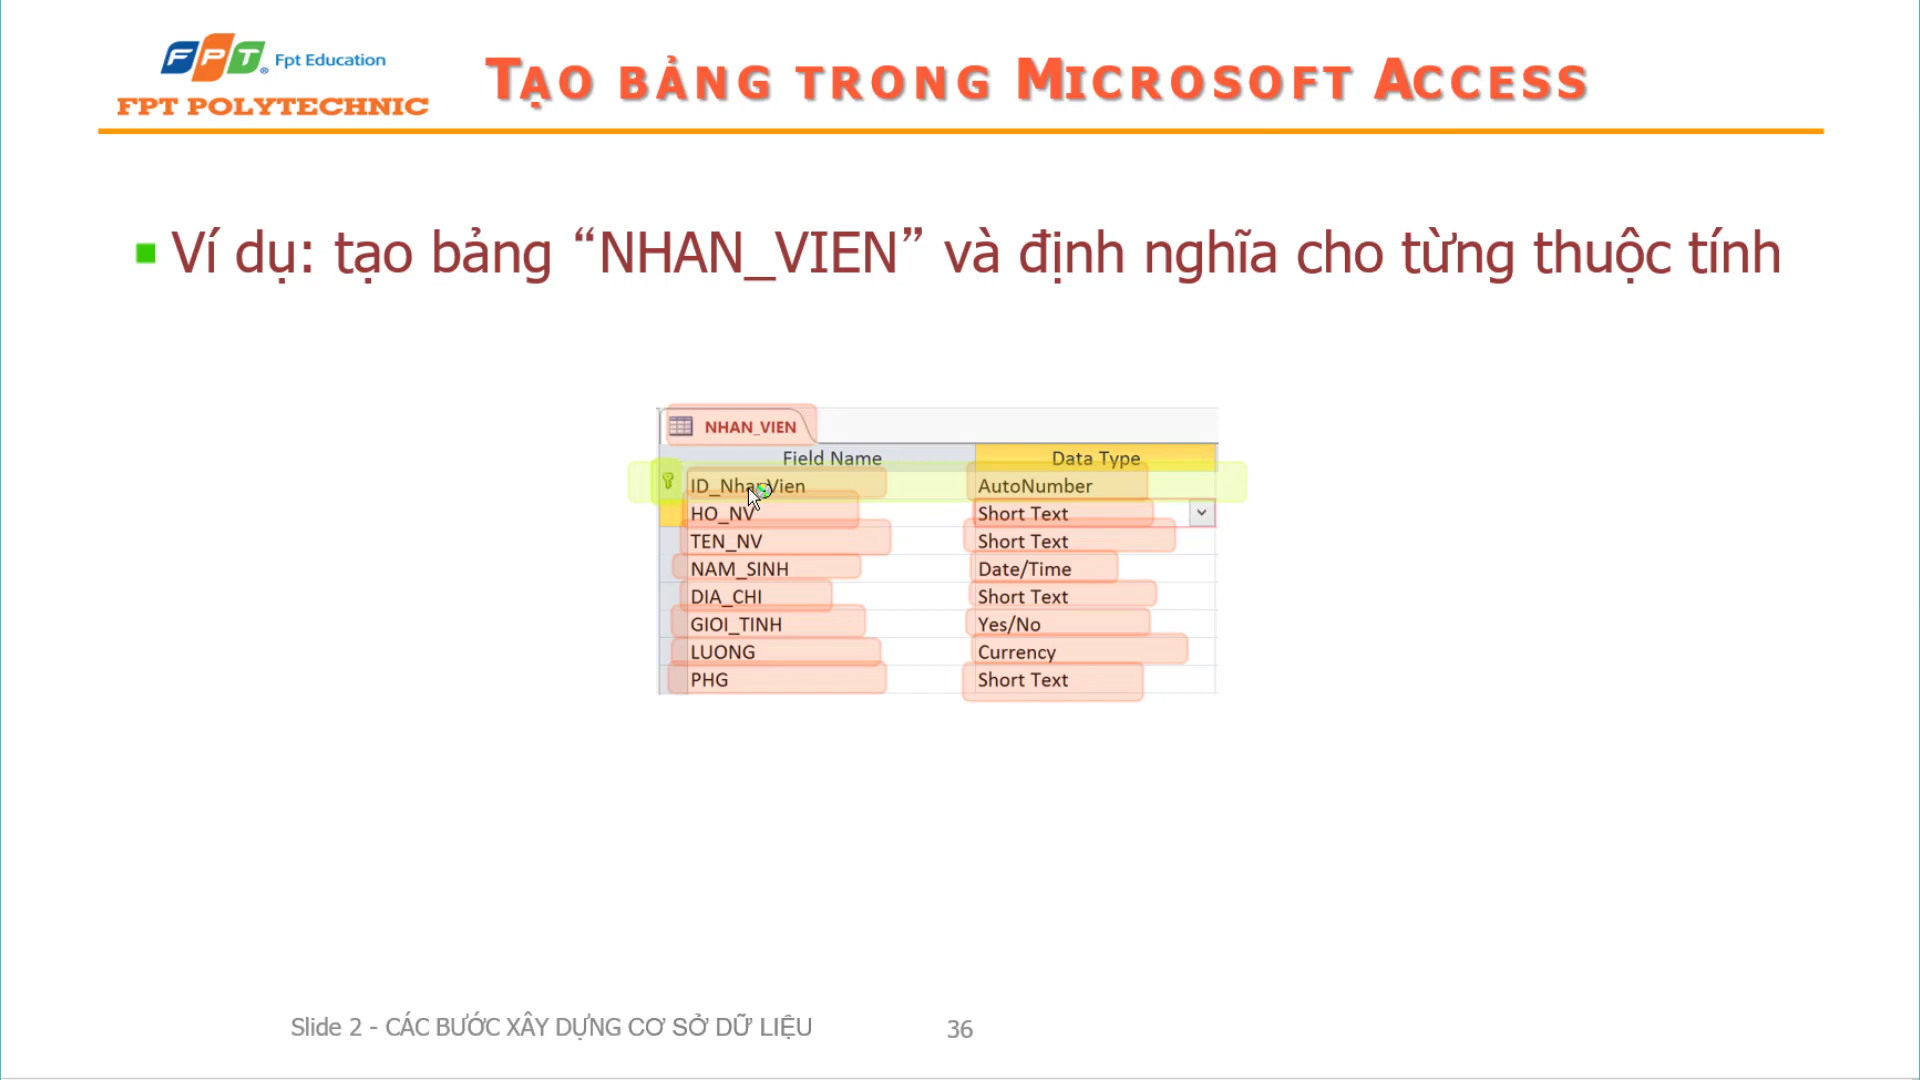 FPT Fpt Education
FPT POLYTECHNIC
TẠO BẢNG TRONG MICROSOFT ACCESS
Ví dụ: tạo bảng “NHAN_VIEN” và định nghĩa cho từng thuộc tính
NHAN_VIEN
Field Name Data Type
ID_NhanVien AutoNumber
HO_NV Short Text
TEN_NV Short Text
NAM_SINH Date/Time
DIA_CHI Short Text
GIOI_TINH Yes/No
LUONG Currency
PHG Short Text
Slide 2 - CÁC BƯỚC XÂY DỰNG CƠ SỞ DỮ LIỆU 36